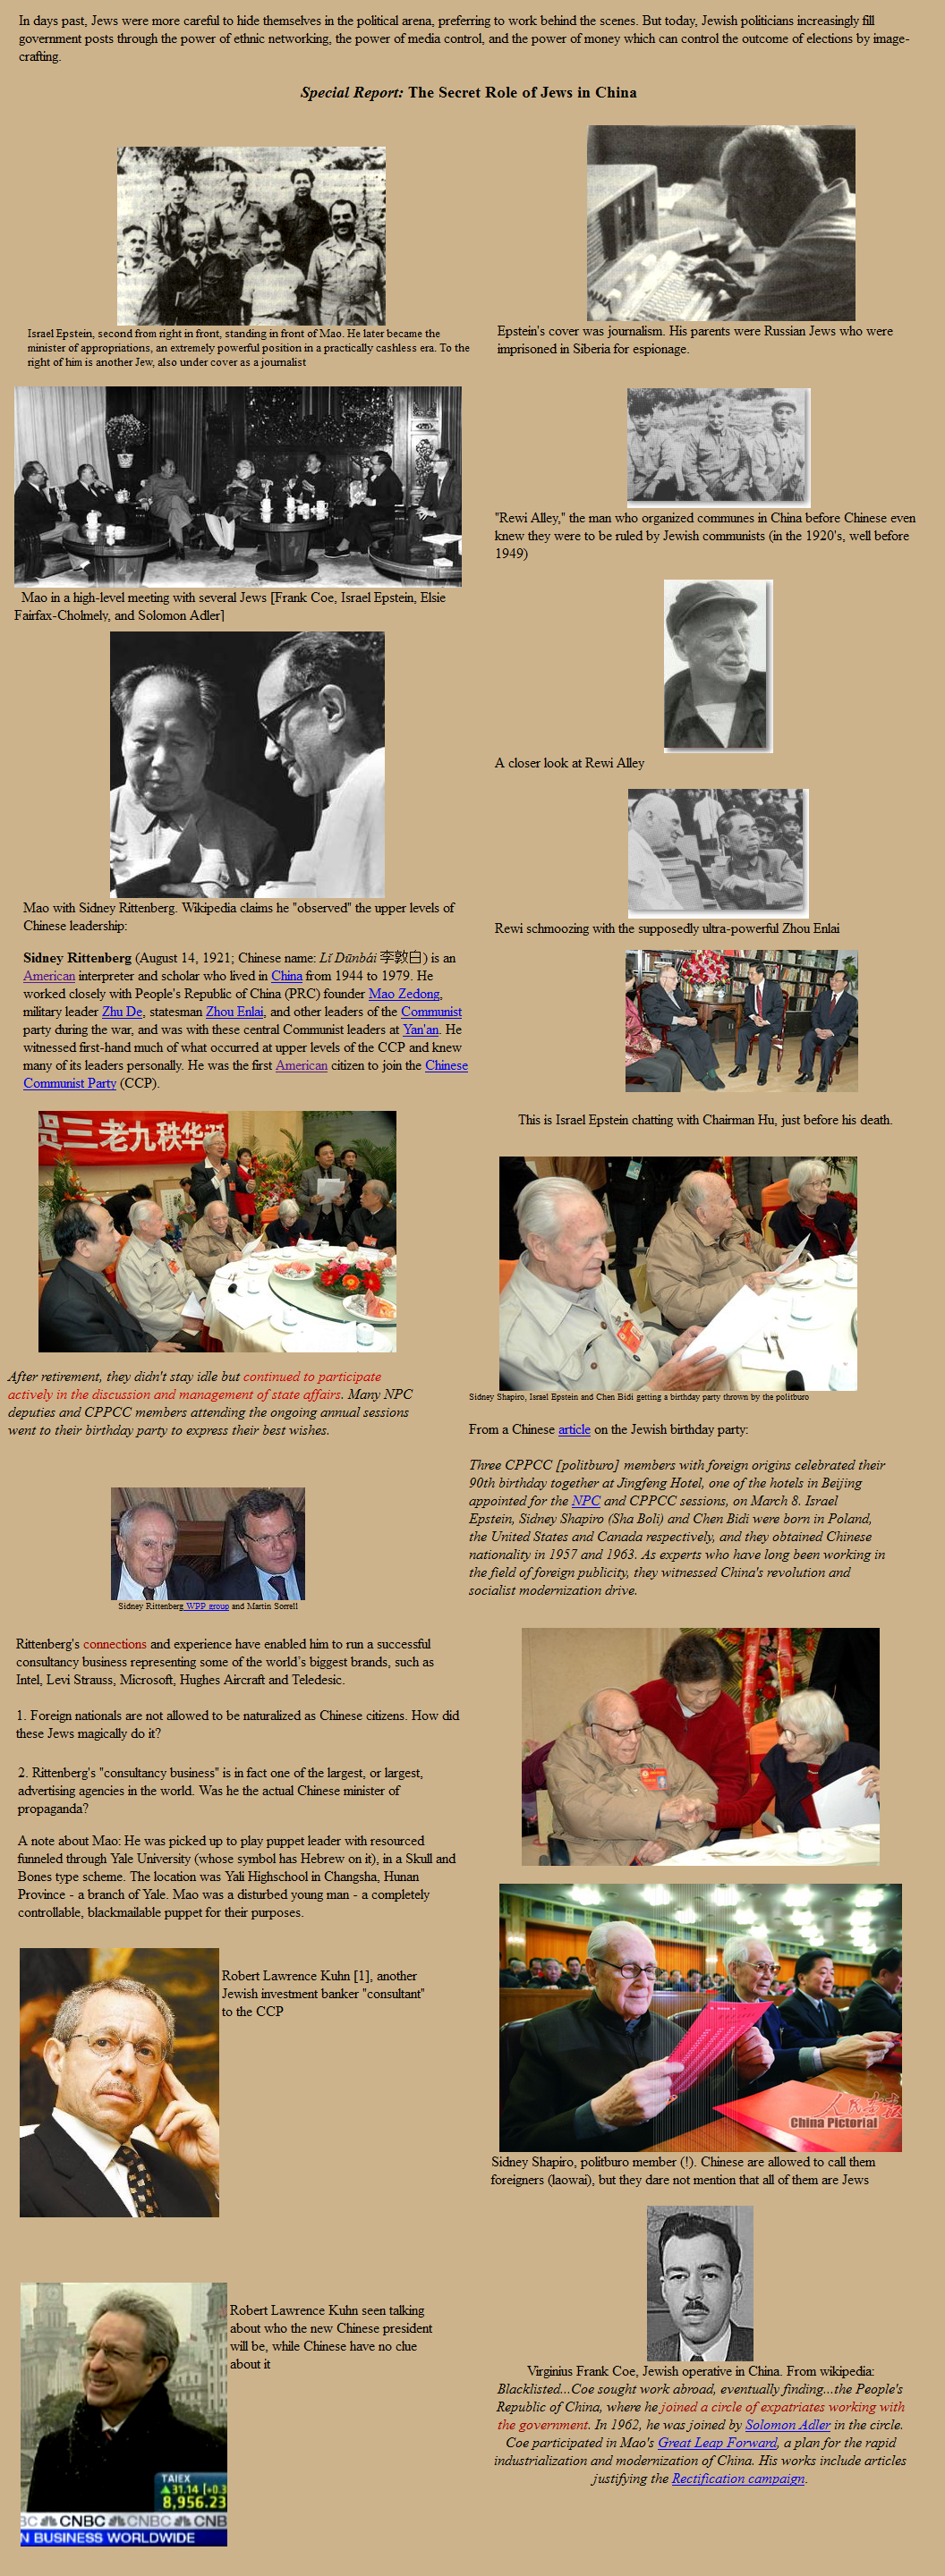 In days past, Jews were more careful to hide themselves in the political arena, preferring to work behind the scenes. But today, Jewish politicians increasingly fill
government posts through the power of ethnic networking, the power of media control, and the power of money which can control the outcome of elections by image-
crafting.
Special Report: The Secret Role of Jews in China
Israel Epstein, second from right in front, standing in front of Mao. He later became the
minister of appropriations, an extremely powerful position in a practically cashless era. To the
right of him is another Jew, also under cover as a journalist
Epstein's cover was journalism. His parents were Russian Jews who were
imprisoned in Siberia for espionage.
Mao in a high-level meeting with several Jews [Frank Coe, Israel Epstein, Elsie
Fairfax-Cholmely, and Solomon Adler]
"Rewi Alley," the man who organized communes in China before Chinese even
knew they were to be ruled by Jewish communists (in the 1920's, well before
1949)
A closer look at Rewi Alley
Mao with Sidney Rittenberg. Wikipedia claims he "observed" the upper levels of
Chinese leadership:
Rewi schmoozing with the supposedly ultra-powerful Zhou Enlai
Sidney Rittenberg (August 14, 1921; Chinese name: Lǐ Dūnbái 李敦白) is an
American interpreter and scholar who lived in China from 1944 to 1979. He
worked closely with People's Republic of China (PRC) founder Mao Zedong,
military leader Zhu De, statesman Zhou Enlai, and other leaders of the Communist
party during the war, and was with these central Communist leaders at Yan'an. He
witnessed first-hand much of what occurred at upper levels of the CCP and knew
many of its leaders personally. He was the first American citizen to join the Chinese
Communist Party (CCP).
This is Israel Epstein chatting with Chairman Hu, just before his death.
贺三老九秩华诞
After retirement, they didn't stay idle but continued to participate
actively in the discussion and management of state affairs. Many NPC
deputies and CPPCC members attending the ongoing annual sessions
went to their birthday party to express their best wishes.
Sidney Shapiro, Israel Epstein and Chen Bidi getting a birthday party thrown by the politburo
From a Chinese article on the Jewish birthday party:
Three CPPCC [politburo] members with foreign origins celebrated their
90th birthday together at Jingfeng Hotel, one of the hotels in Beijing
appointed for the NPC and CPPCC sessions, on March 8. Israel
Epstein, Sidney Shapiro (Sha Boli) and Chen Bidi were born in Poland,
the United States and Canada respectively, and they obtained Chinese
nationality in 1957 and 1963. As experts who have long been working in
the field of foreign publicity, they witnessed China's revolution and
socialist modernization drive.
Sidney Rittenberg WPP group and Martin Sorrell
Rittenberg's connections and experience have enabled him to run a successful
consultancy business representing some of the world's biggest brands, such as
Intel, Levi Strauss, Microsoft, Hughes Aircraft and Teledesic.
1. Foreign nationals are not allowed to be naturalized as Chinese citizens. How did
these Jews magically do it?
2. Rittenberg's "consultancy business" is in fact one of the largest, or largest,
advertising agencies in the world. Was he the actual Chinese minister of
propaganda?
A note about Mao: He was picked up to play puppet leader with resourced
funneled through Yale University (whose symbol has Hebrew on it), in a Skull and
Bones type scheme. The location was Yali Highschool in Changsha, Hunan
Province - a branch of Yale. Mao was a disturbed young man - a completely
controllable, blackmailable puppet for their purposes.
Robert Lawrence Kuhn [1], another
Jewish investment banker "consultant"
to the CCP
人民画报
China Pictorial
Sidney Shapiro, politburo member (!). Chinese are allowed to call them
foreigners (laowai), but they dare not mention that all of them are Jews
Robert Lawrence Kuhn seen talking
about who the new Chinese president
will be, while Chinese have no clue
about it
TAIEX
31.14 [+0.3
8,956.23
BC CNBC CNBC CNB
N BUSINESS WORLDWIDE
Virginius Frank Coe, Jewish operative in China. From wikipedia:
Blacklisted...Coe sought work abroad, eventually finding...the People's
Republic of China, where he joined a circle of expatriates working with
the government. In 1962, he was joined by Solomon Adler in the circle.
Coe participated in Mao's Great Leap Forward, a plan for the rapid
industrialization and modernization of China. His works include articles
justifying the Rectification campaign.